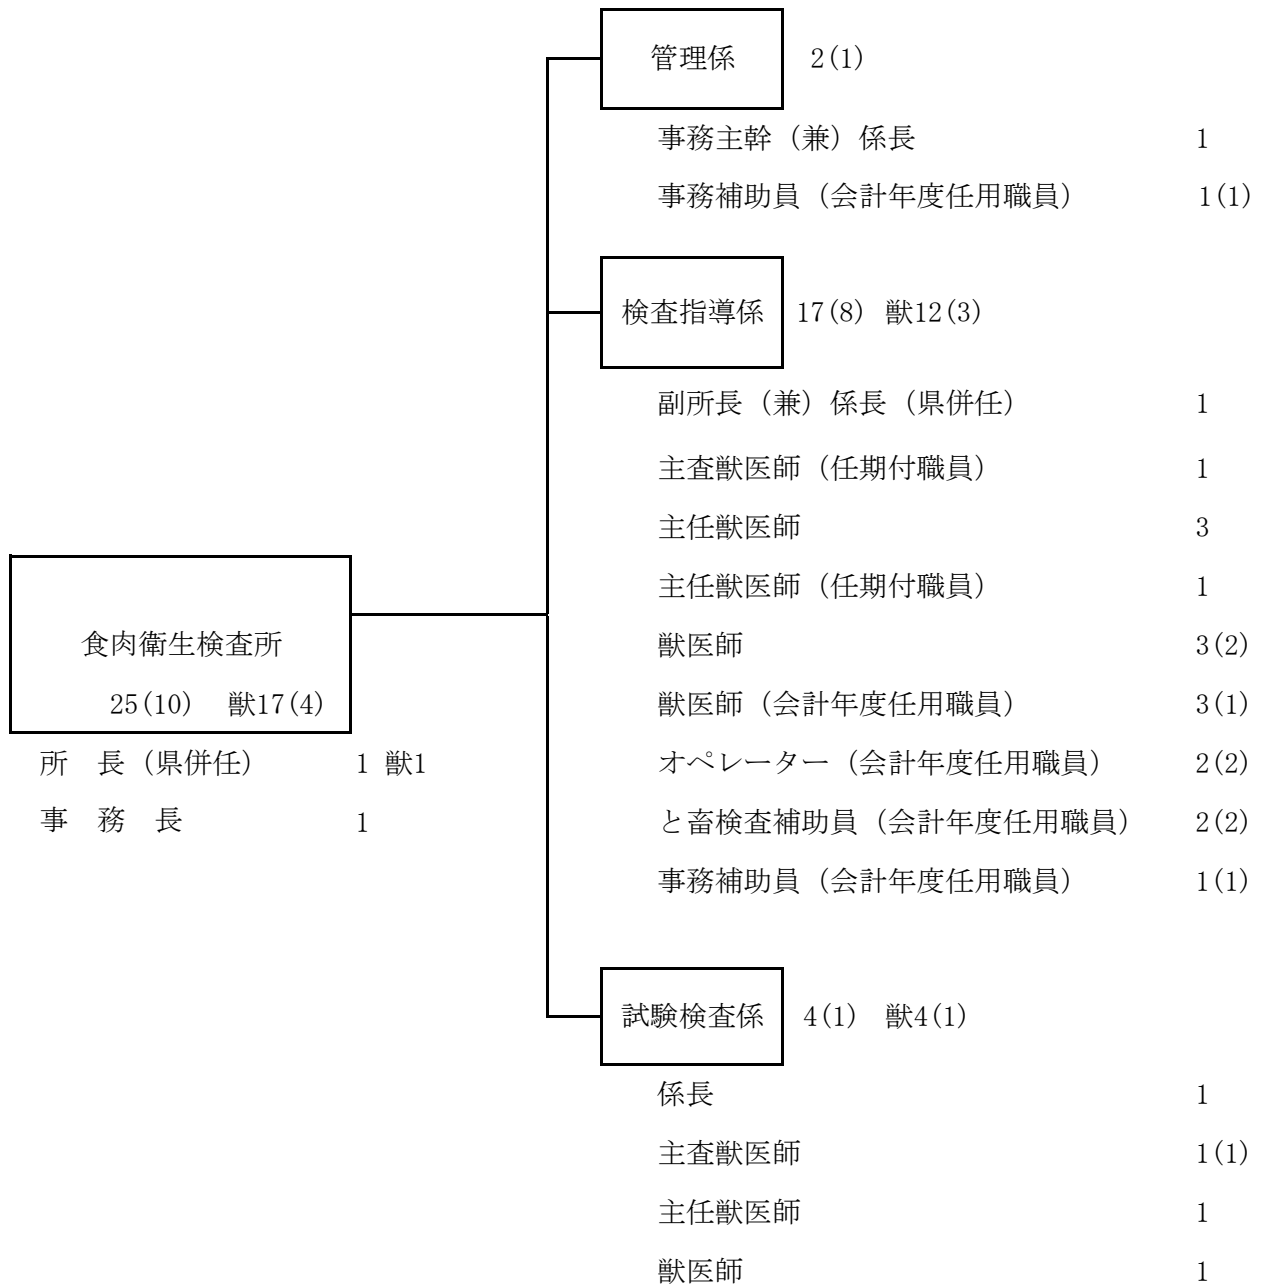 管理係 2(1)
事務主幹（兼）係長 1
事務補助員（会計年度任用職員） 1(1)
検査指導係 17(8) 獣12(3)
副所長（兼）係長（県併任） 1
主査獣医師（任期付職員） 1
主任獣医師 3
主任獣医師（任期付職員） 1
獣医師 3(2)
獣医師（会計年度任用職員） 3(1)
オペレーター（会計年度任用職員） 2(2)
と畜検査補助員（会計年度任用職員） 2(2)
事務補助員（会計年度任用職員） 1(1)
食肉衛生検査所
25(10) 獣17(4)
所　長（県併任） 1 獣1
事　務　長 1
試験検査係 4(1) 獣4(1)
係長 1
主査獣医師 1(1)
主任獣医師 1
獣医師 1